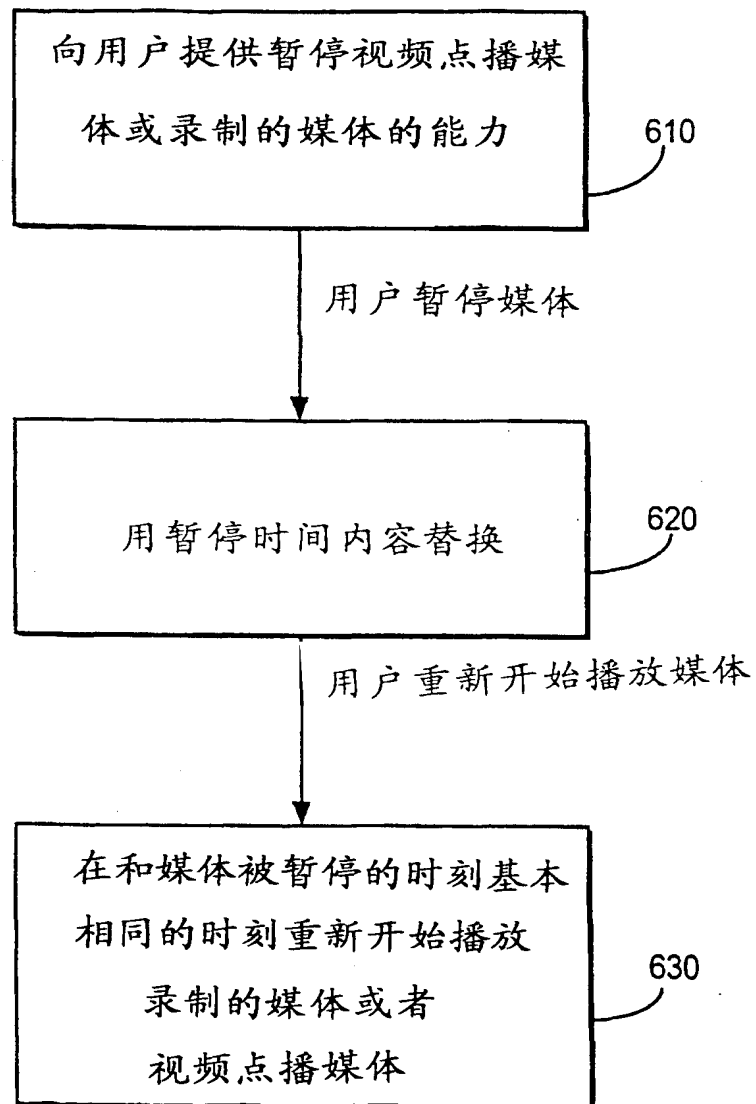 向用户提供暂停视频点播媒
体或录制的媒体的能力
610
用户暂停媒体
用暂停时间内容替换
620
用户重新开始播放媒体
在和媒体被暂停的时刻基本
相同的时刻重新开始播放
录制的媒体或者
视频点播媒体
630